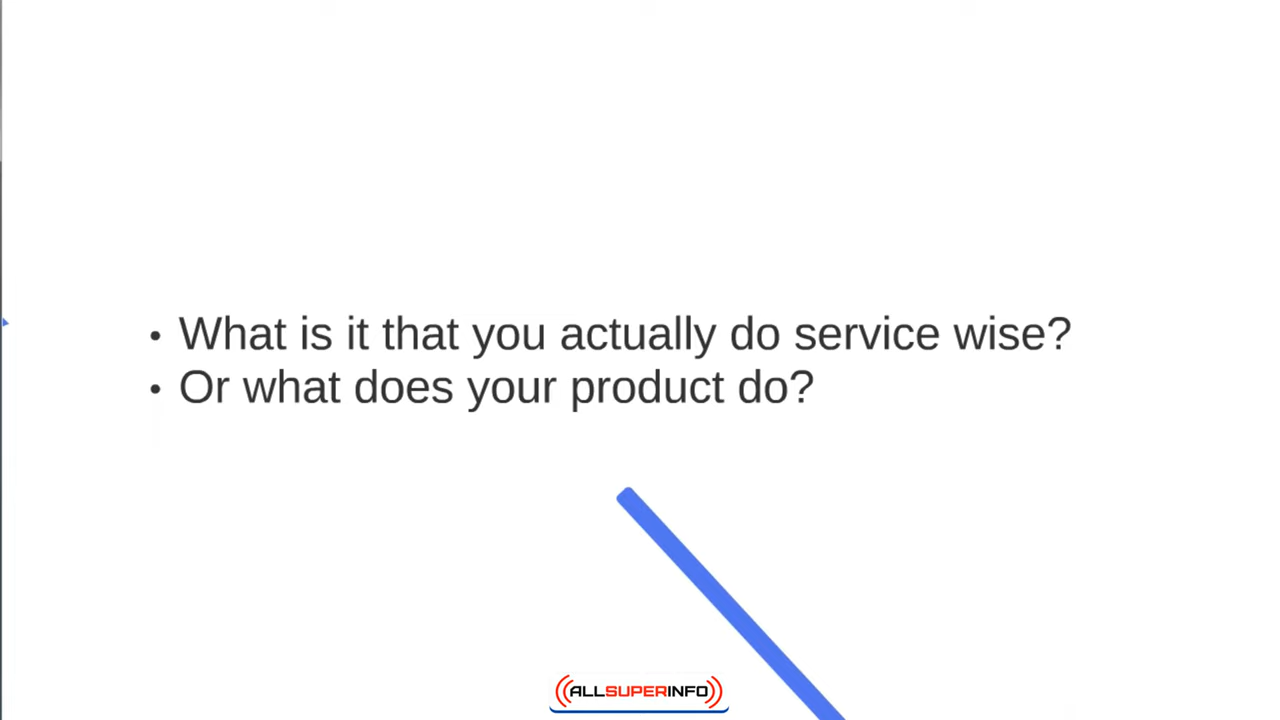 • What is it that you actually do service wise?
• Or what does your product do?
ALLSUPERINFO